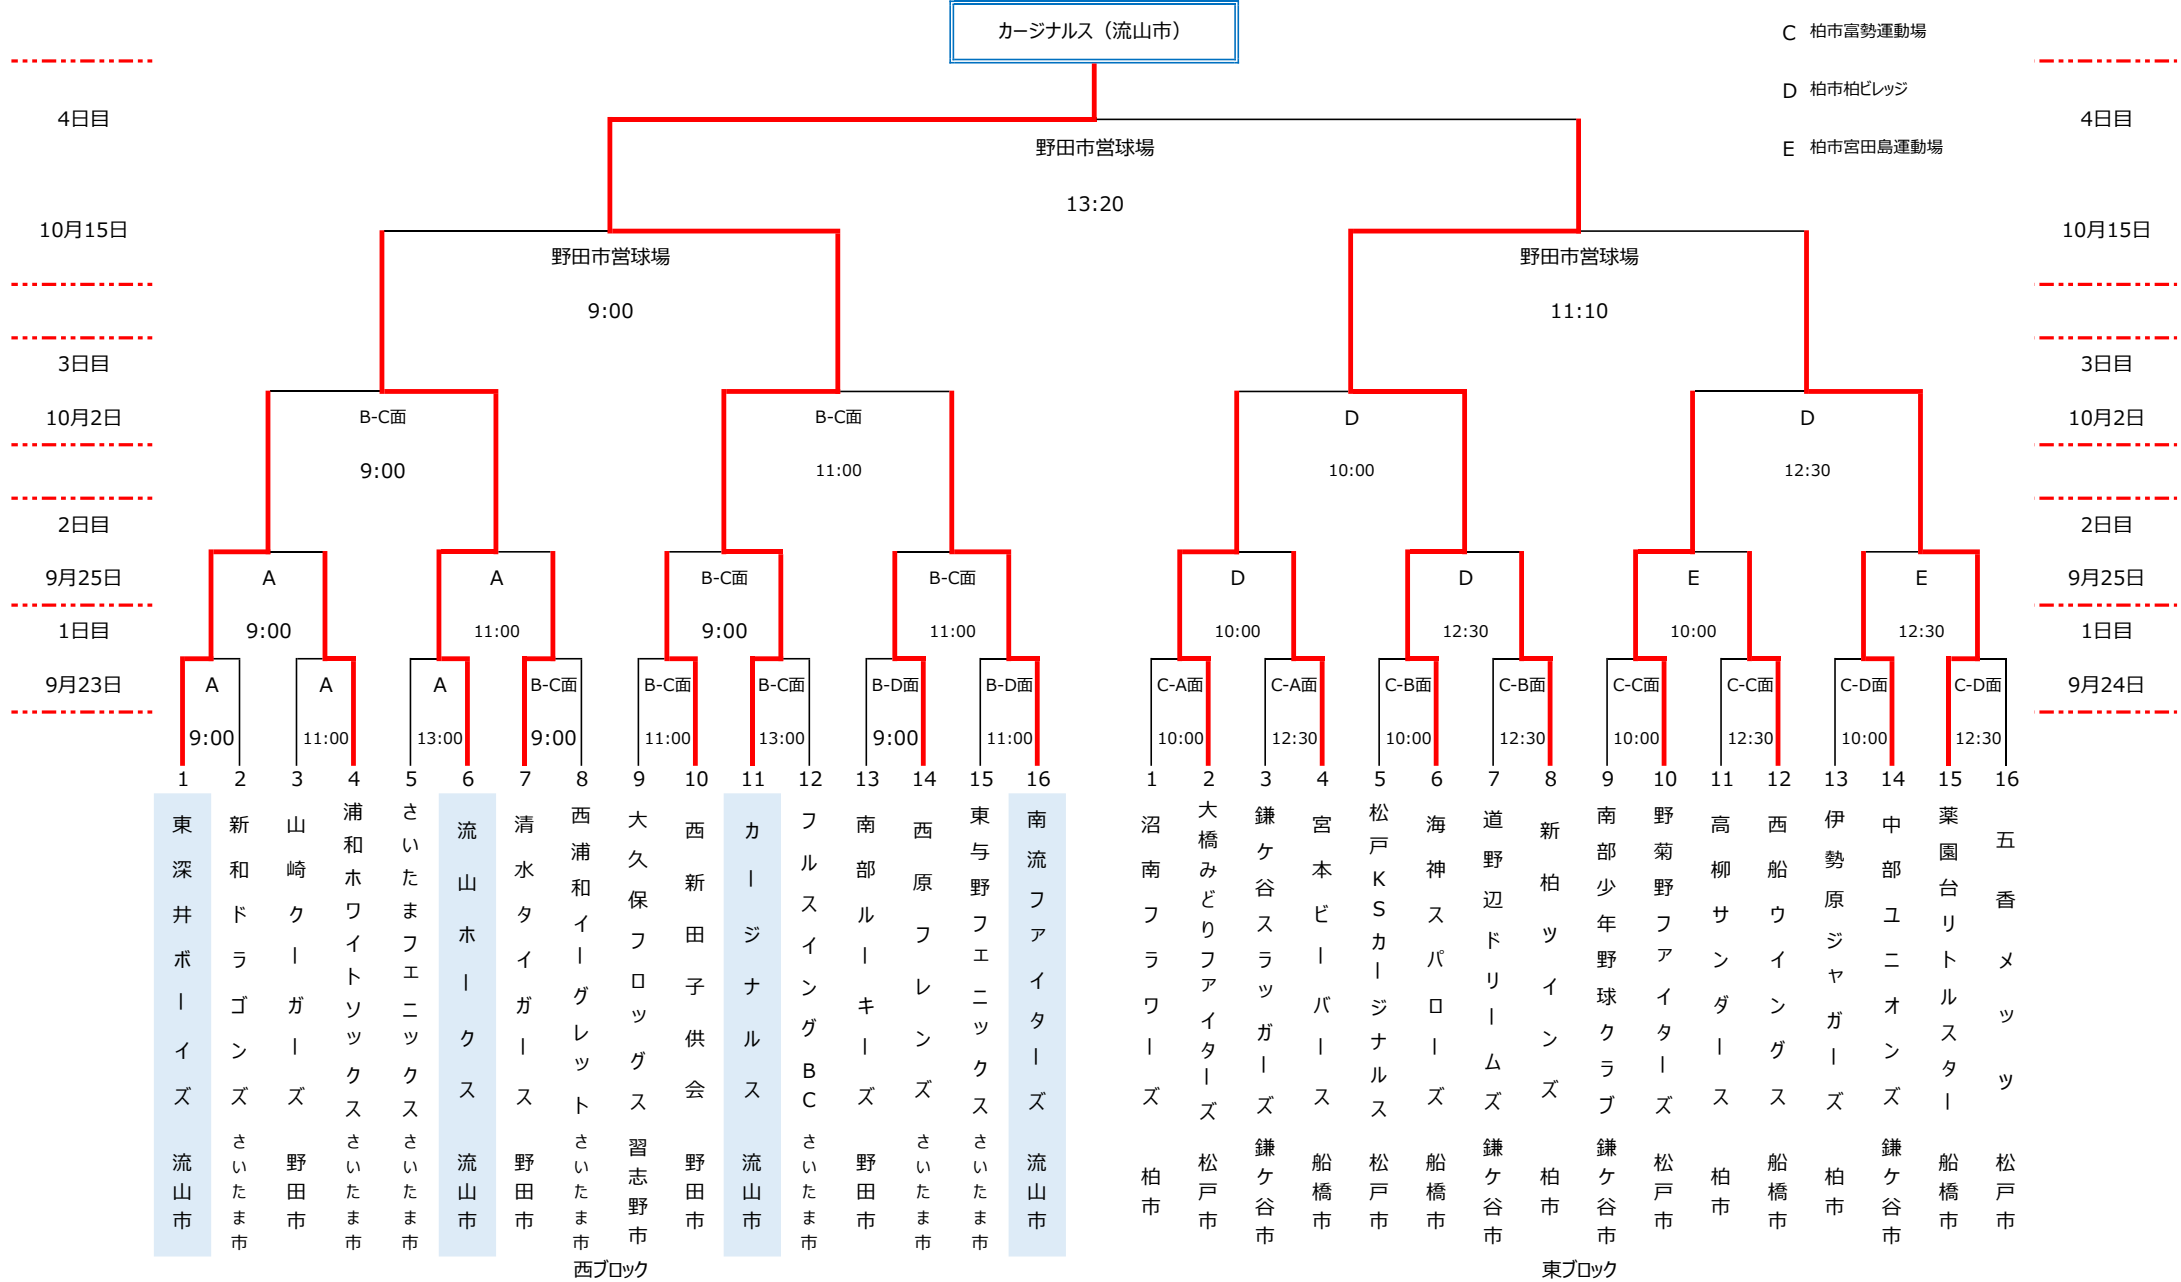 カージナルス（流山市）
C 柏市富勢運動場
D 柏市柏ビレッジ
4日目
4日目
野田市営球場
E 柏市宮田島運動場
13:20
10月15日
10月15日
野田市営球場
野田市営球場
9:00
11:10
3日目
3日目
10月2日
B-C面
B-C面
D
D
10月2日
9:00
11:00
10:00
12:30
2日目
2日目
9月25日
A
A
B-C面
B-C面
D
D
E
E
9月25日
1日目
9:00
11:00
9:00
11:00
10:00
12:30
10:00
12:30
1日目
9月23日
A
A
A
B-C面
B-C面
B-C面
B-D面
B-D面
C-A面
C-A面
C-B面
C-B面
C-C面
C-C面
C-D面
C-D面
9月24日
9:00
11:00
13:00
9:00
11:00
13:00
9:00
11:00
10:00
12:30
10:00
12:30
10:00
12:30
10:00
12:30
1 東深井ボーイズ 流山市
2 新和ドラゴンズ さいたま市
3 山崎クーガーズ 野田市
4 浦和ホワイトソックス さいたま市
5 さいたまフェニックス さいたま市
6 流山ホークス 流山市
7 清水タイガース 野田市
8 西浦和イーグレット さいたま市
9 大久保フロッグス 習志野市
10 西新田子供会 野田市
11 カージナルス 流山市
12 フルスイングBC さいたま市
13 南部ルーキーズ 野田市
14 西原フレンズ さいたま市
15 東与野フェニックス さいたま市
16 南流ファイターズ 流山市
1 沼南フラワーズ 柏市
2 大橋みどりファイターズ 松戸市
3 鎌ケ谷スラッガーズ 鎌ケ谷市
4 宮本ビーバース 船橋市
5 松戸KSカージナルス 松戸市
6 海神スパローズ 船橋市
7 道野辺ドリームズ 鎌ケ谷市
8 新柏ツインズ 柏市
9 南部少年野球クラブ 鎌ケ谷市
10 野菊野ファイターズ 松戸市
11 高柳サンダース 柏市
12 西船ウイングス 船橋市
13 伊勢原ジャガーズ 柏市
14 中部ユニオンズ 鎌ケ谷市
15 薬園台リトルスター 船橋市
16 五香メッツ 松戸市
西ブロック
東ブロック